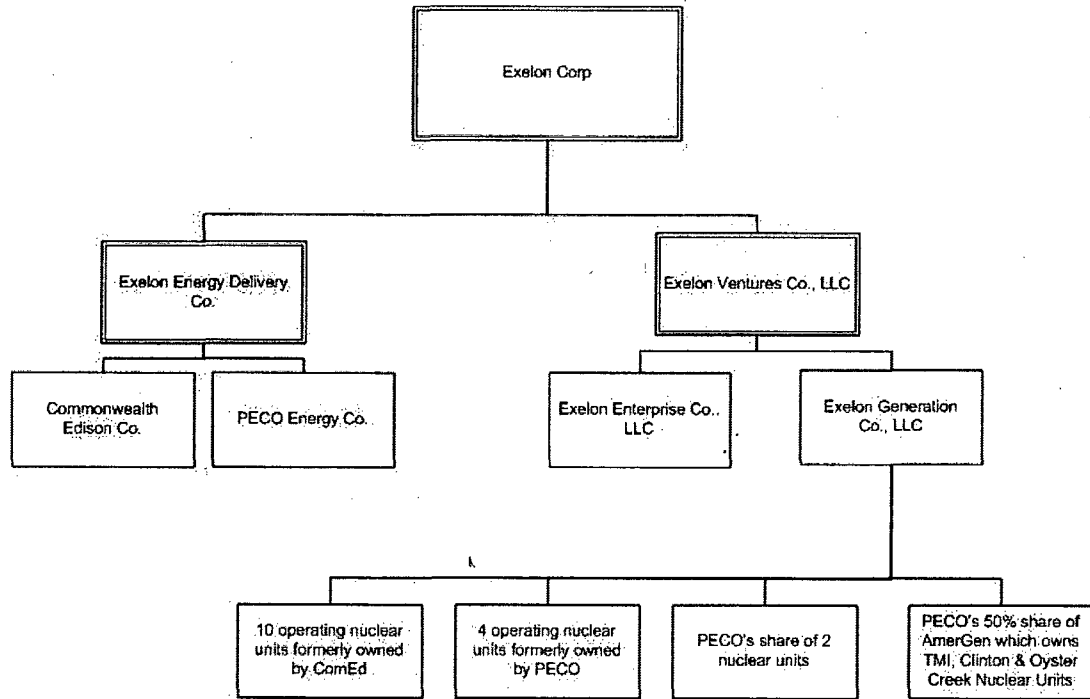 Exelon Corp
Exelon Energy Delivery
Co.
Exelon Ventures Co., LLC
Commonwealth
Edison Co.
PECO Energy Co.
Exelon Enterprise Co.,
LLC
Exelon Generation
Co., LLC
10 operating nuclear
units formerly owned
by ComEd
4 operating nuclear
units formerly owned
by PECO
PECO's share of 2
nuclear units
PECO's 50% share of
AmerGen which owns
TMI, Clinton & Oyster
Creek Nuclear Units